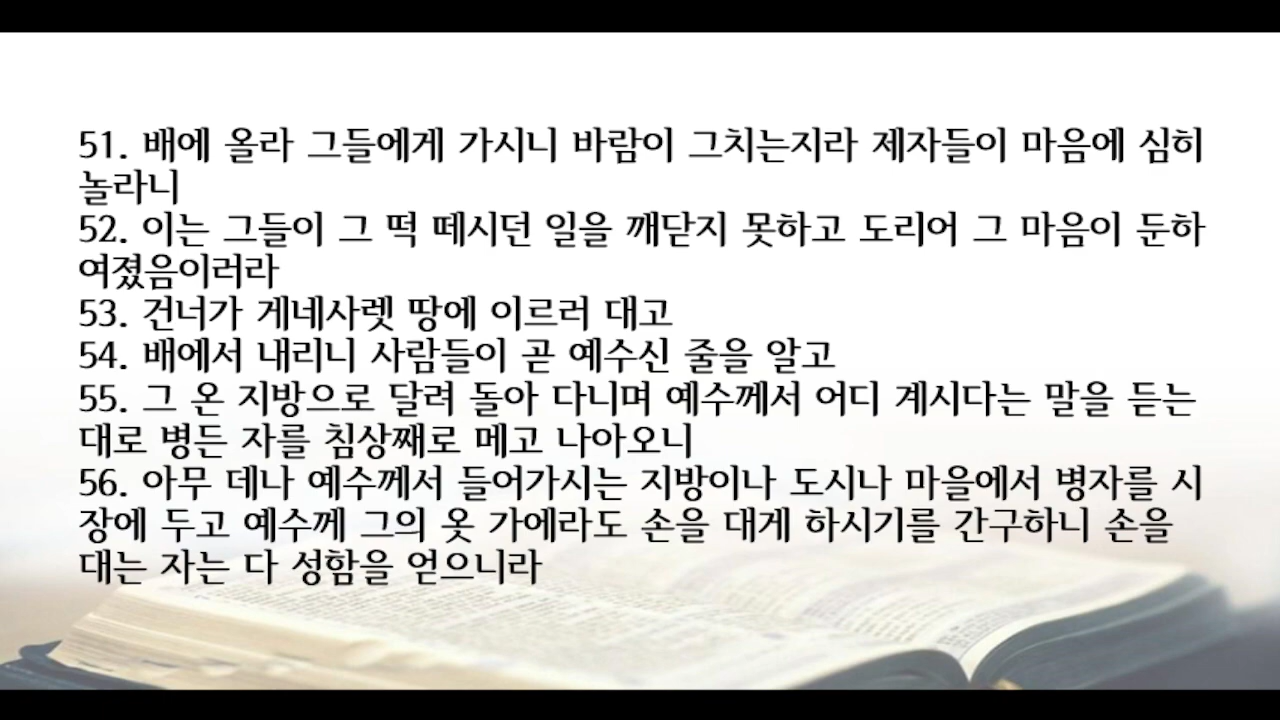 51. 배에 올라 그들에게 가시니 바람이 그치는지라 제자들이 마음에 심히
놀라니
52. 이는 그들이 그 떡 떼시던 일을 깨닫지 못하고 도리어 그 마음이 둔하
여졌음이러라
53. 건너가 게네사렛 땅에 이르러 대고
54. 배에서 내리니 사람들이 곧 예수신 줄을 알고
55. 그 온 지방으로 달려 돌아 다니며 예수께서 어디 계시다는 말을 듣는
대로 병든 자를 침상째로 메고 나아오니
56. 아무 데나 예수께서 들어가시는 지방이나 도시나 마을에서 병자를 시
장에 두고 예수께 그의 옷 가에라도 손을 대게 하시기를 간구하니 손을
대는 자는 다 성함을 얻으니라